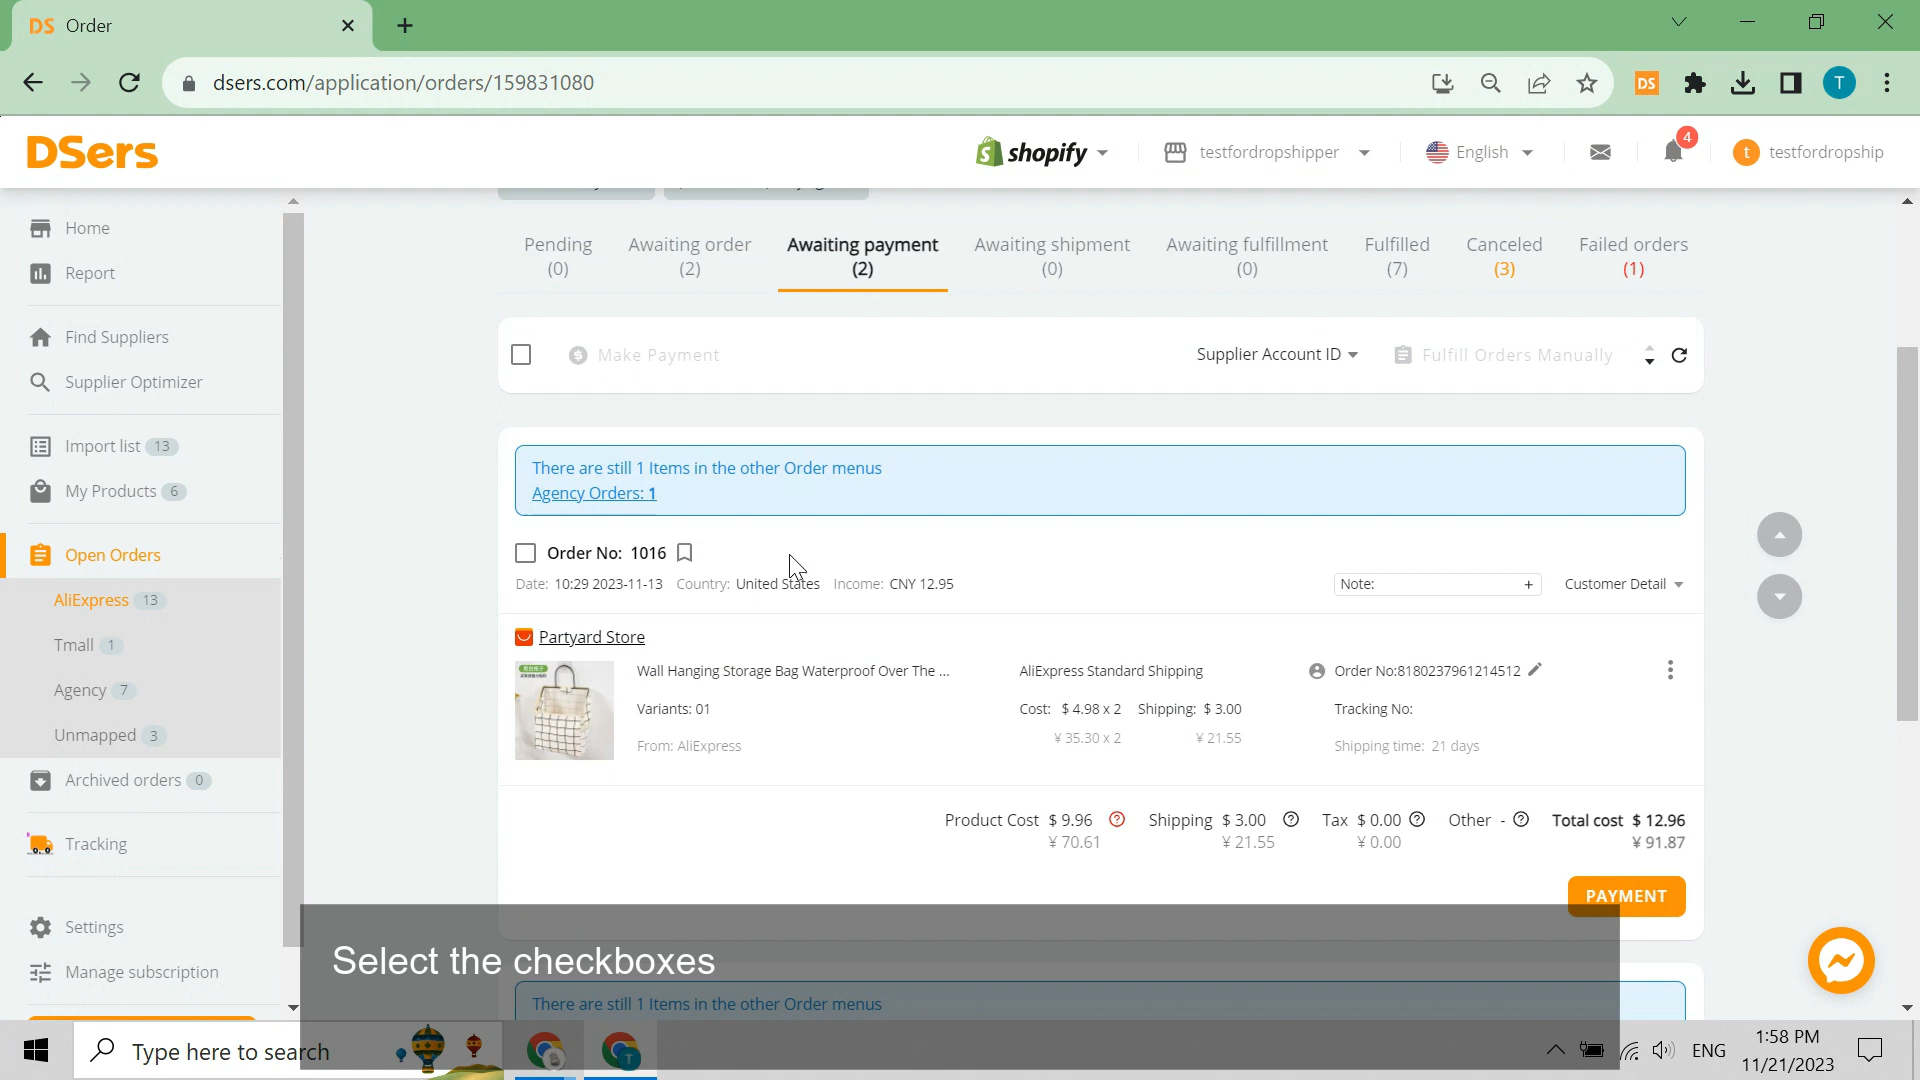 DS Order
dsers.com/application/orders/159831080
DS
T
DSers
shopify
testfordropshipper
English
4
t testfordropship
Home
Report
Find Suppliers
Supplier Optimizer
Import list 13
My Products 6
Open Orders
AliExpress 13
Tmall 1
Agency 7
Unmapped 3
Archived orders 0
Tracking
Settings
Manage subscription
Pending (0)
Awaiting order (2)
Awaiting payment (2)
Awaiting shipment (0)
Awaiting fulfillment (0)
Fulfilled (7)
Canceled (3)
Failed orders (1)
Make Payment
Supplier Account ID
Fulfill Orders Manually
There are still 1 Items in the other Order menus
Agency Orders: 1
Order No: 1016
Date: 10:29 2023-11-13 Country: United States Income: CNY 12.95
Note: +
Customer Detail
Partyard Store
Wall Hanging Storage Bag Waterproof Over The ...
AliExpress Standard Shipping
Order No:8180237961214512
Variants: 01
Cost: $ 4.98 x 2 Shipping: $ 3.00
Tracking No:
¥ 35.30 x 2 ¥ 21.55
From: AliExpress
Shipping time: 21 days
Product Cost $ 9.96 Shipping $ 3.00 Tax $ 0.00 Other - Total cost $ 12.96
¥ 70.61 ¥ 21.55 ¥ 0.00 ¥ 91.87
PAYMENT
Select the checkboxes
There are still 1 Items in the other Order menus
Type here to search
T
ENG
1:58 PM
11/21/2023